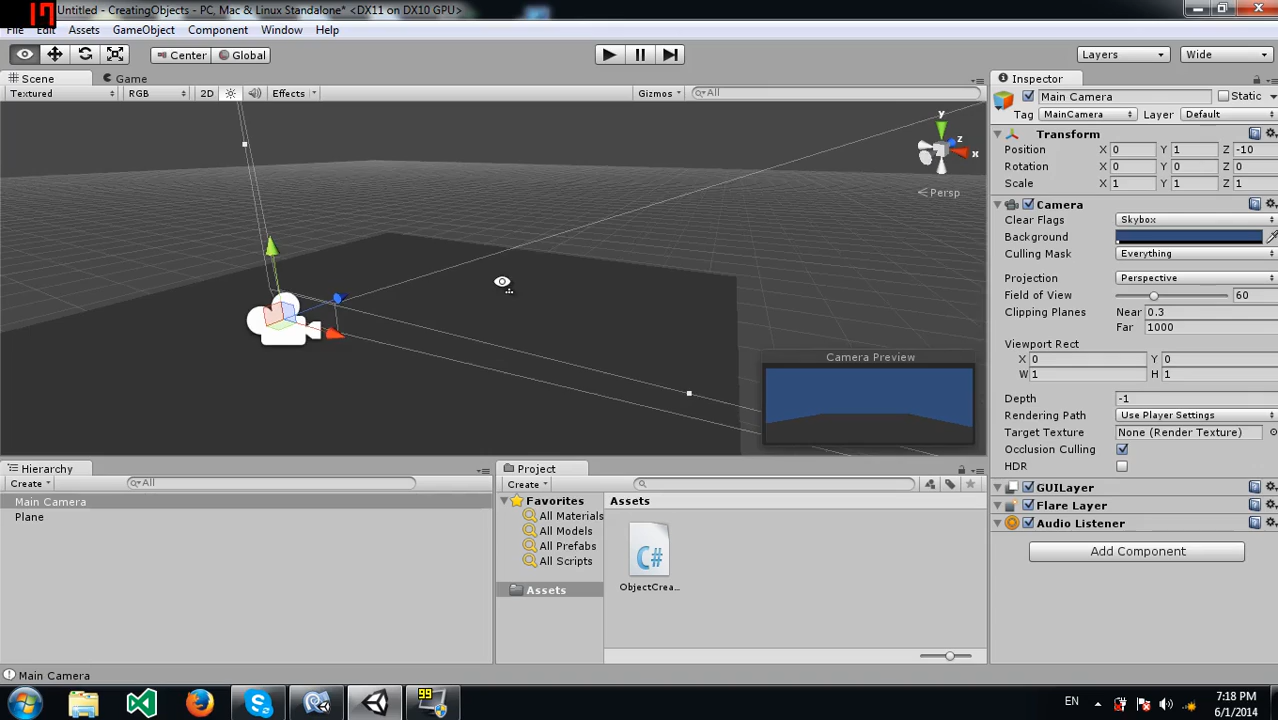 Untitled - CreatingObjects - PC, Mac & Linux Standalone* <DX11 on DX10 GPU>
File Edit Assets GameObject Component Window Help
Center Global Layers Wide
Scene Game Inspector
Textured RGB 2D Effects Gizmos All
Main Camera Static
Tag MainCamera Layer Default
Transform
Position X 0 Y 1 Z -10
Rotation X 0 Y 0 Z 0
Scale X 1 Y 1 Z 1
y
z
x
Persp
Camera
Clear Flags Skybox
Background
Culling Mask Everything
Projection Perspective
Field of View 60
Clipping Planes Near 0.3
Far 1000
Viewport Rect
X 0 Y 0
W 1 H 1
Depth -1
Rendering Path Use Player Settings
Target Texture None (Render Texture)
Occlusion Culling
HDR
GUILayer
Flare Layer
Audio Listener
Add Component
Camera Preview
Hierarchy
Create All
Main Camera
Plane
Project
Create
Favorites
All Materials
All Models
All Prefabs
All Scripts
Assets
Assets
C#
ObjectCrea...
Main Camera
99
EN
7:18 PM
6/1/2014